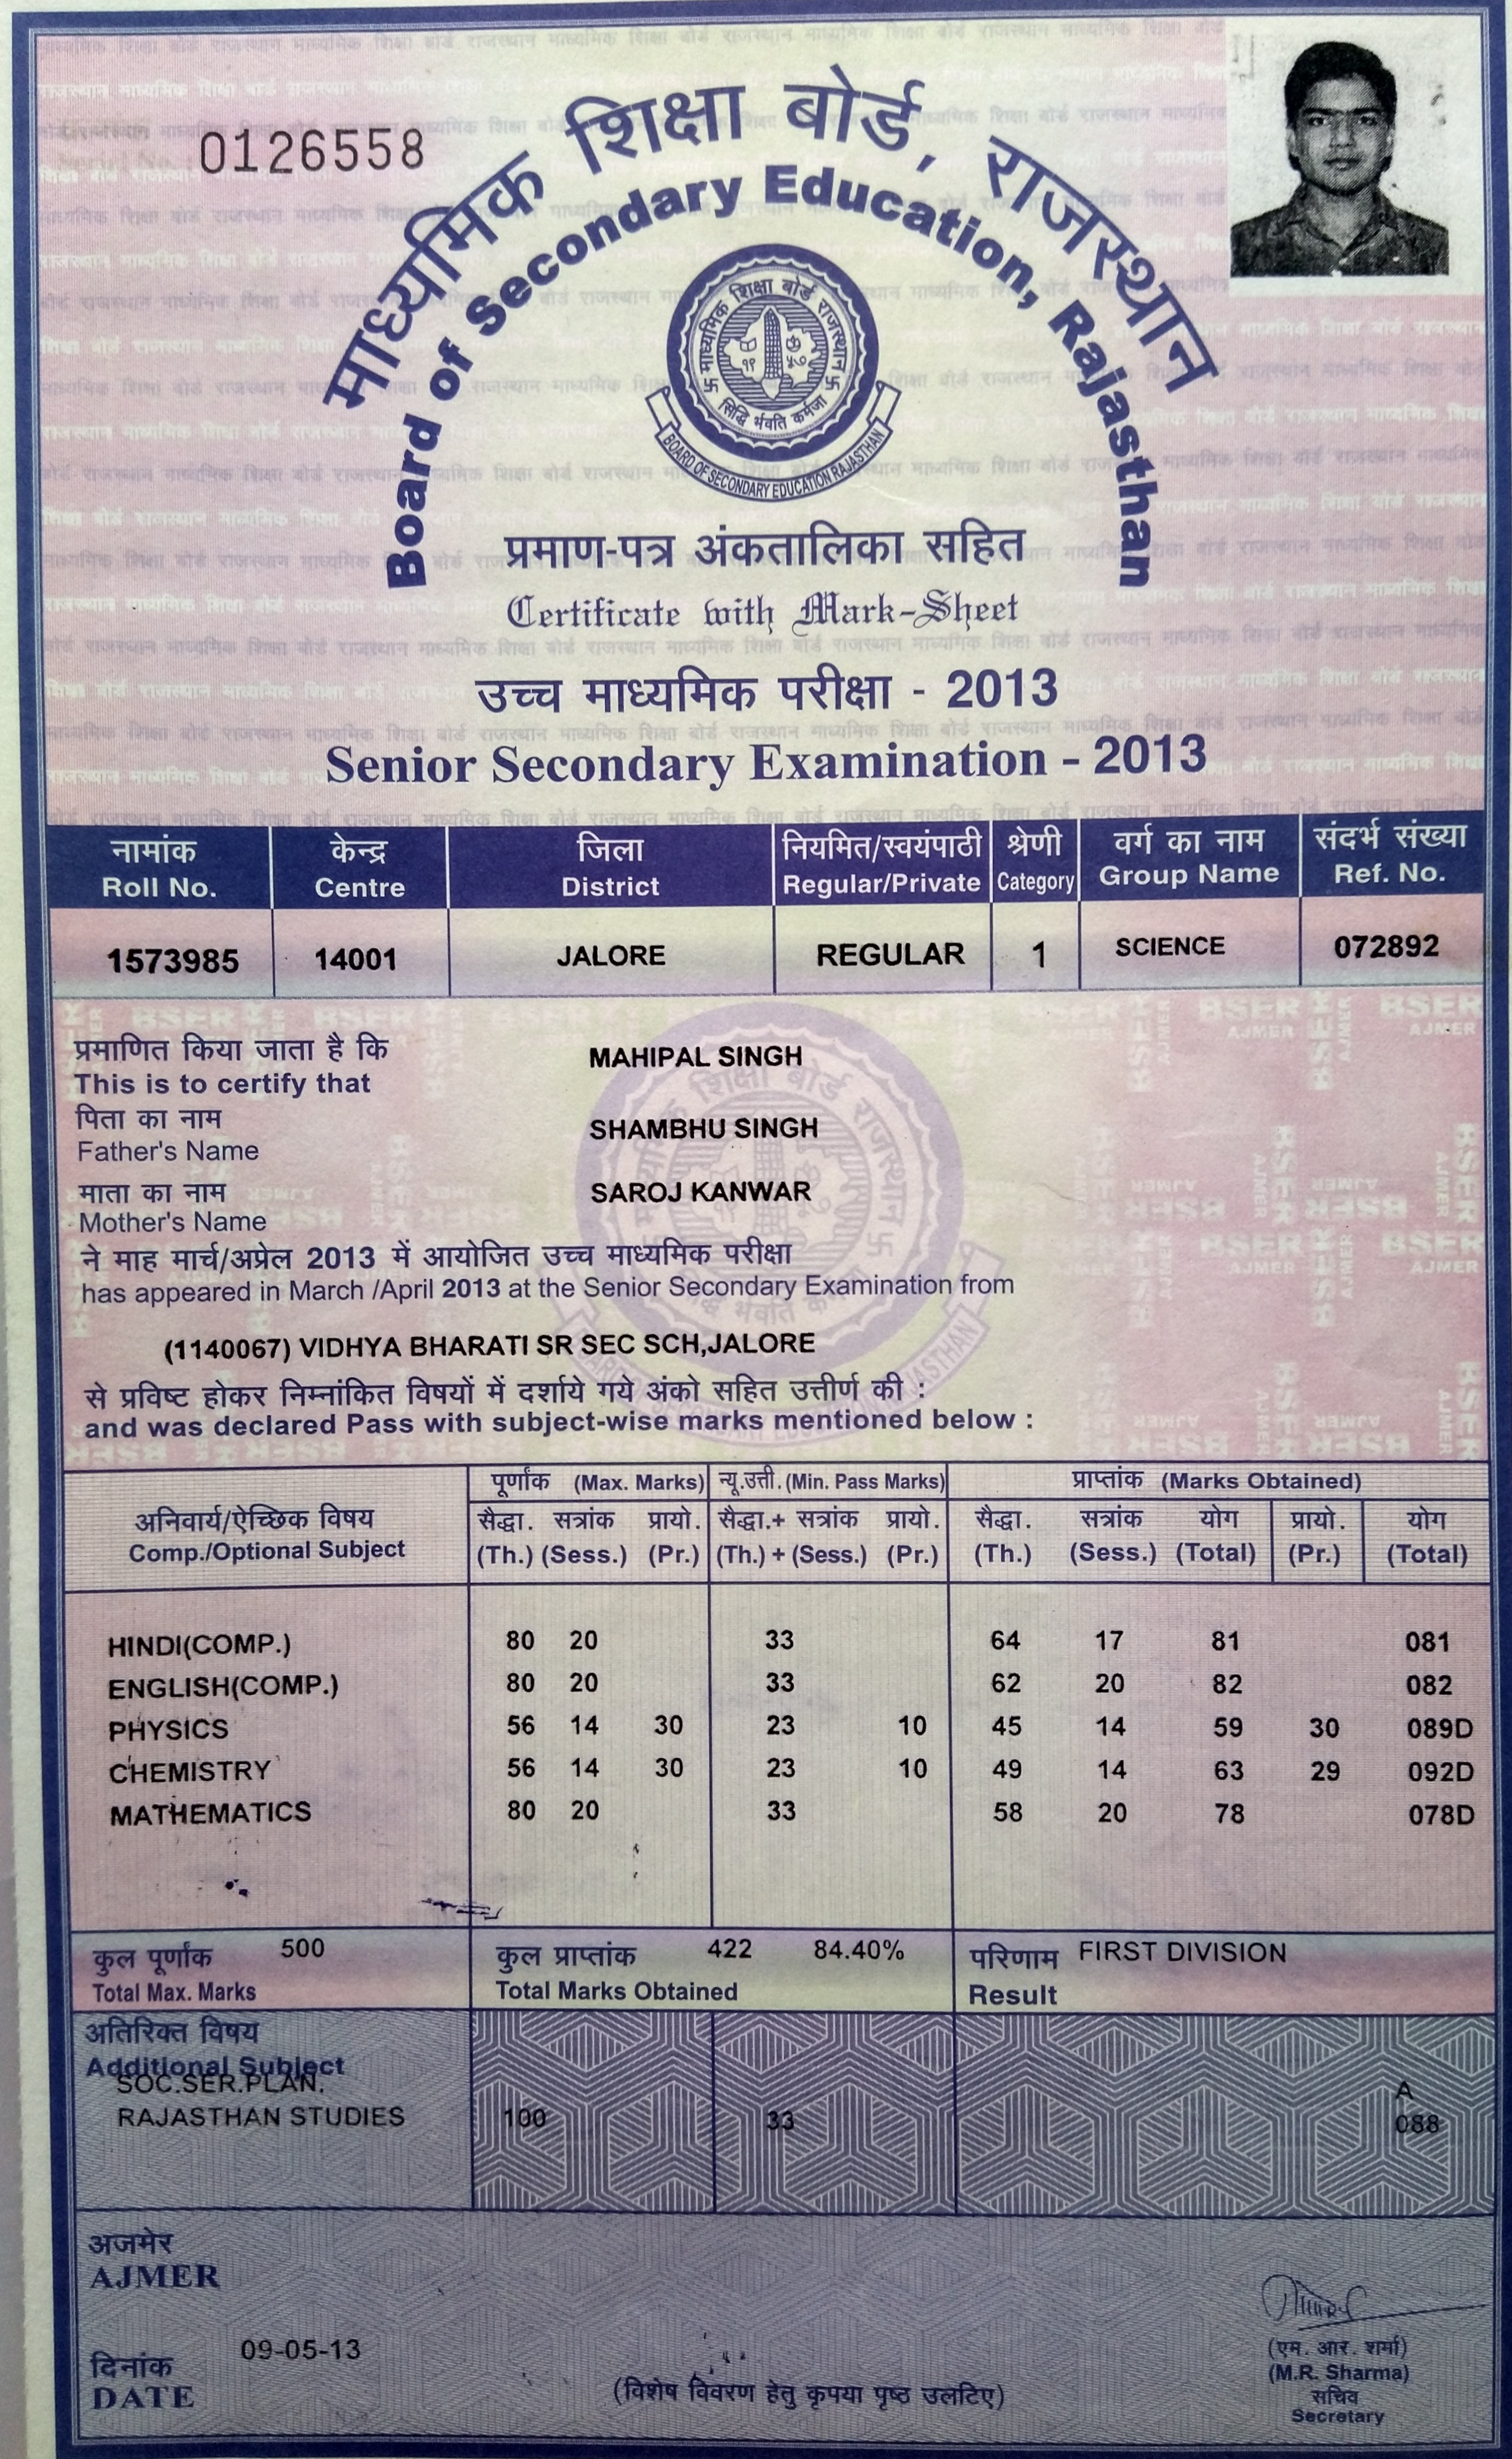 0126558
माध्यमिक शिक्षा बोर्ड, राजस्थान
Board of Secondary Education, Rajasthan
माध्यमिक शिक्षा बोर्ड राजस्थान
सिद्धि र्भवति कर्मजा
BOARD OF SECONDARY EDUCATION RAJASTHAN
प्रमाण-पत्र अंकतालिका सहित
Certificate with Mark-Sheet
उच्च माध्यमिक परीक्षा - 2013
Senior Secondary Examination - 2013
नामांक केन्द्र जिला नियमित/स्वयंपाठी श्रेणी वर्ग का नाम संदर्भ संख्या
Roll No. Centre District Regular/Private Category Group Name Ref. No.
1573985 14001 JALORE REGULAR 1 SCIENCE 072892
प्रमाणित किया जाता है कि MAHIPAL SINGH
This is to certify that
पिता का नाम SHAMBHU SINGH
Father's Name
माता का नाम SAROJ KANWAR
Mother's Name
ने माह मार्च/अप्रेल 2013 में आयोजित उच्च माध्यमिक परीक्षा
has appeared in March /April 2013 at the Senior Secondary Examination from
(1140067) VIDHYA BHARATI SR SEC SCH,JALORE
से प्रविष्ट होकर निम्नांकित विषयों में दर्शाये गये अंको सहित उत्तीर्ण की :
and was declared Pass with subject-wise marks mentioned below :
पूर्णांक (Max. Marks) न्यू.उत्ती. (Min. Pass Marks) प्राप्तांक (Marks Obtained)
अनिवार्य/ऐच्छिक विषय सैद्धा. सत्रांक प्रायो. सैद्धा.+ सत्रांक प्रायो. सैद्धा. सत्रांक योग प्रायो. योग
Comp./Optional Subject (Th.) (Sess.) (Pr.) (Th.) + (Sess.) (Pr.) (Th.) (Sess.) (Total) (Pr.) (Total)
HINDI(COMP.) 80 20 33 64 17 81 081
ENGLISH(COMP.) 80 20 33 62 20 82 082
PHYSICS 56 14 30 23 10 45 14 59 30 089D
CHEMISTRY 56 14 30 23 10 49 14 63 29 092D
MATHEMATICS 80 20 33 58 20 78 078D
कुल पूर्णांक 500 कुल प्राप्तांक 422 84.40% परिणाम FIRST DIVISION
Total Max. Marks Total Marks Obtained Result
अतिरिक्त विषय
Additional Subject
SOC.SER.PLAN. A
RAJASTHAN STUDIES 100 33 088
अजमेर
AJMER
दिनांक 09-05-13
DATE
(विशेष विवरण हेतु कृपया पृष्ठ उलटिए)
(एम. आर. शर्मा)
(M.R. Sharma)
सचिव
Secretary